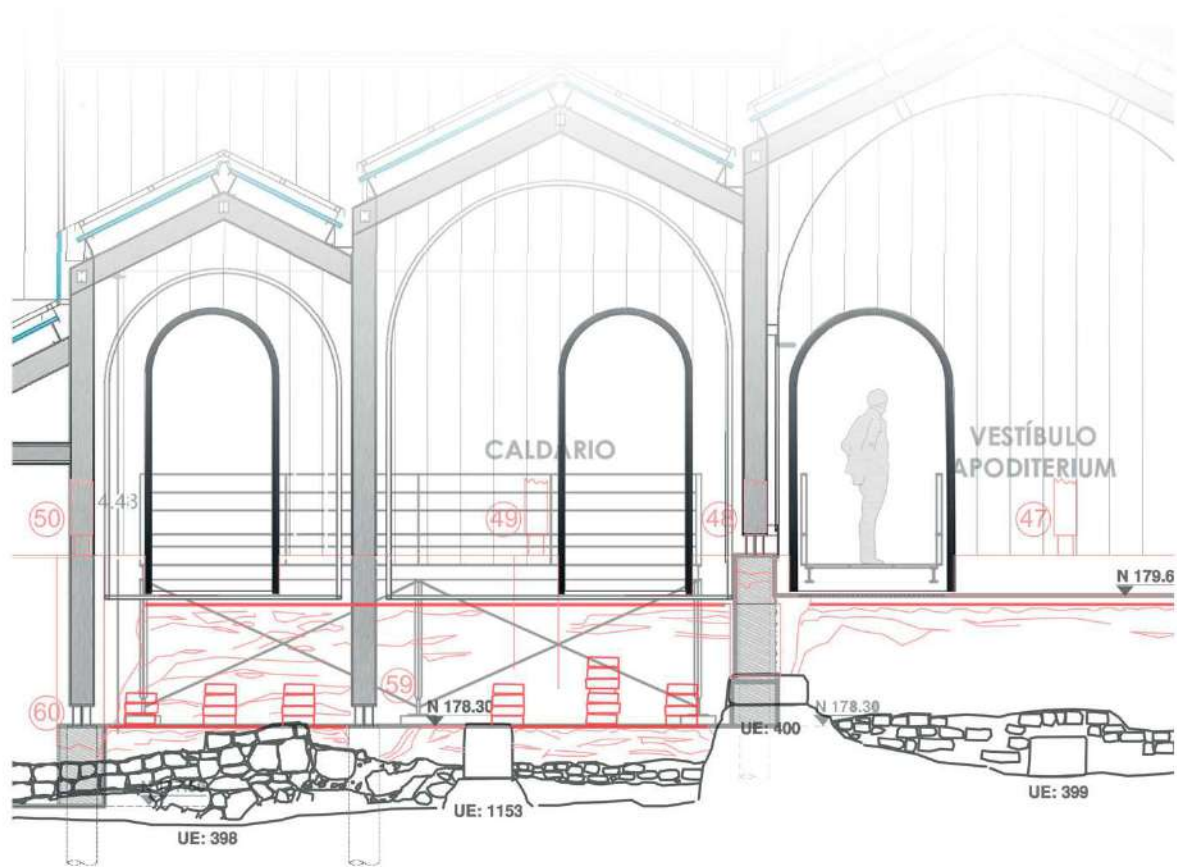 CALDARIO
VESTÍBULO
APODITERIUM
50
4.43
49
48
47
N 179.6
60
59
N 178.30
N 178.30
UE: 400
UE: 399
UE: 1153
UE: 398